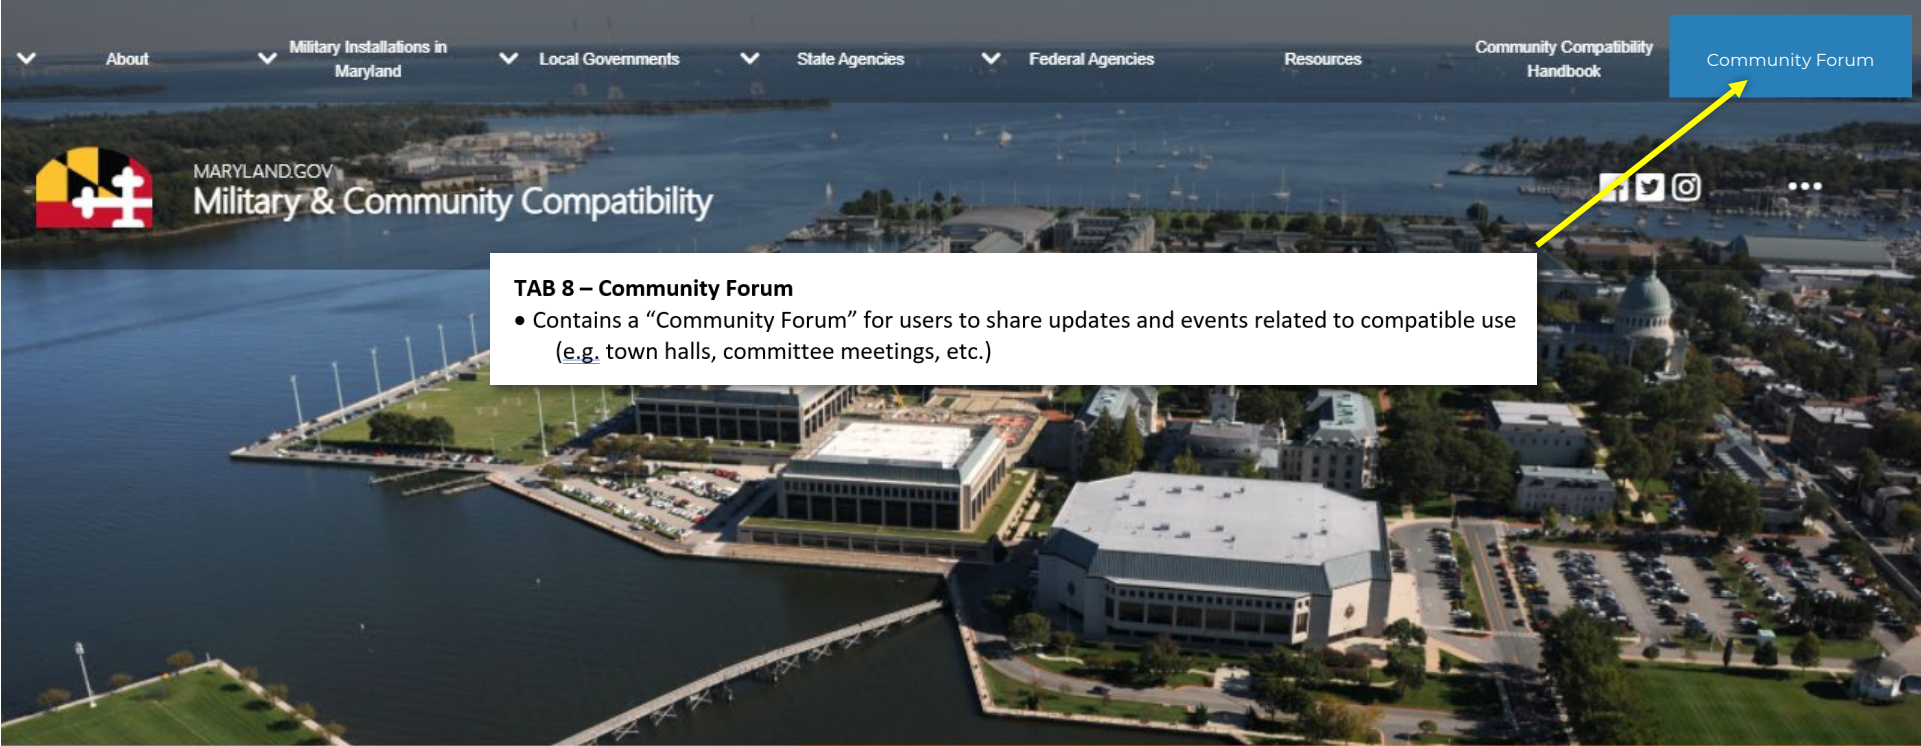 About
Military Installations in
Maryland
Local Governments
State Agencies
Federal Agencies
Resources
Community Compatibility
Handbook
Community Forum
MARYLAND.GOV
Military & Community Compatibility
TAB 8 – Community Forum
• Contains a “Community Forum” for users to share updates and events related to compatible use
(e.g. town halls, committee meetings, etc.)